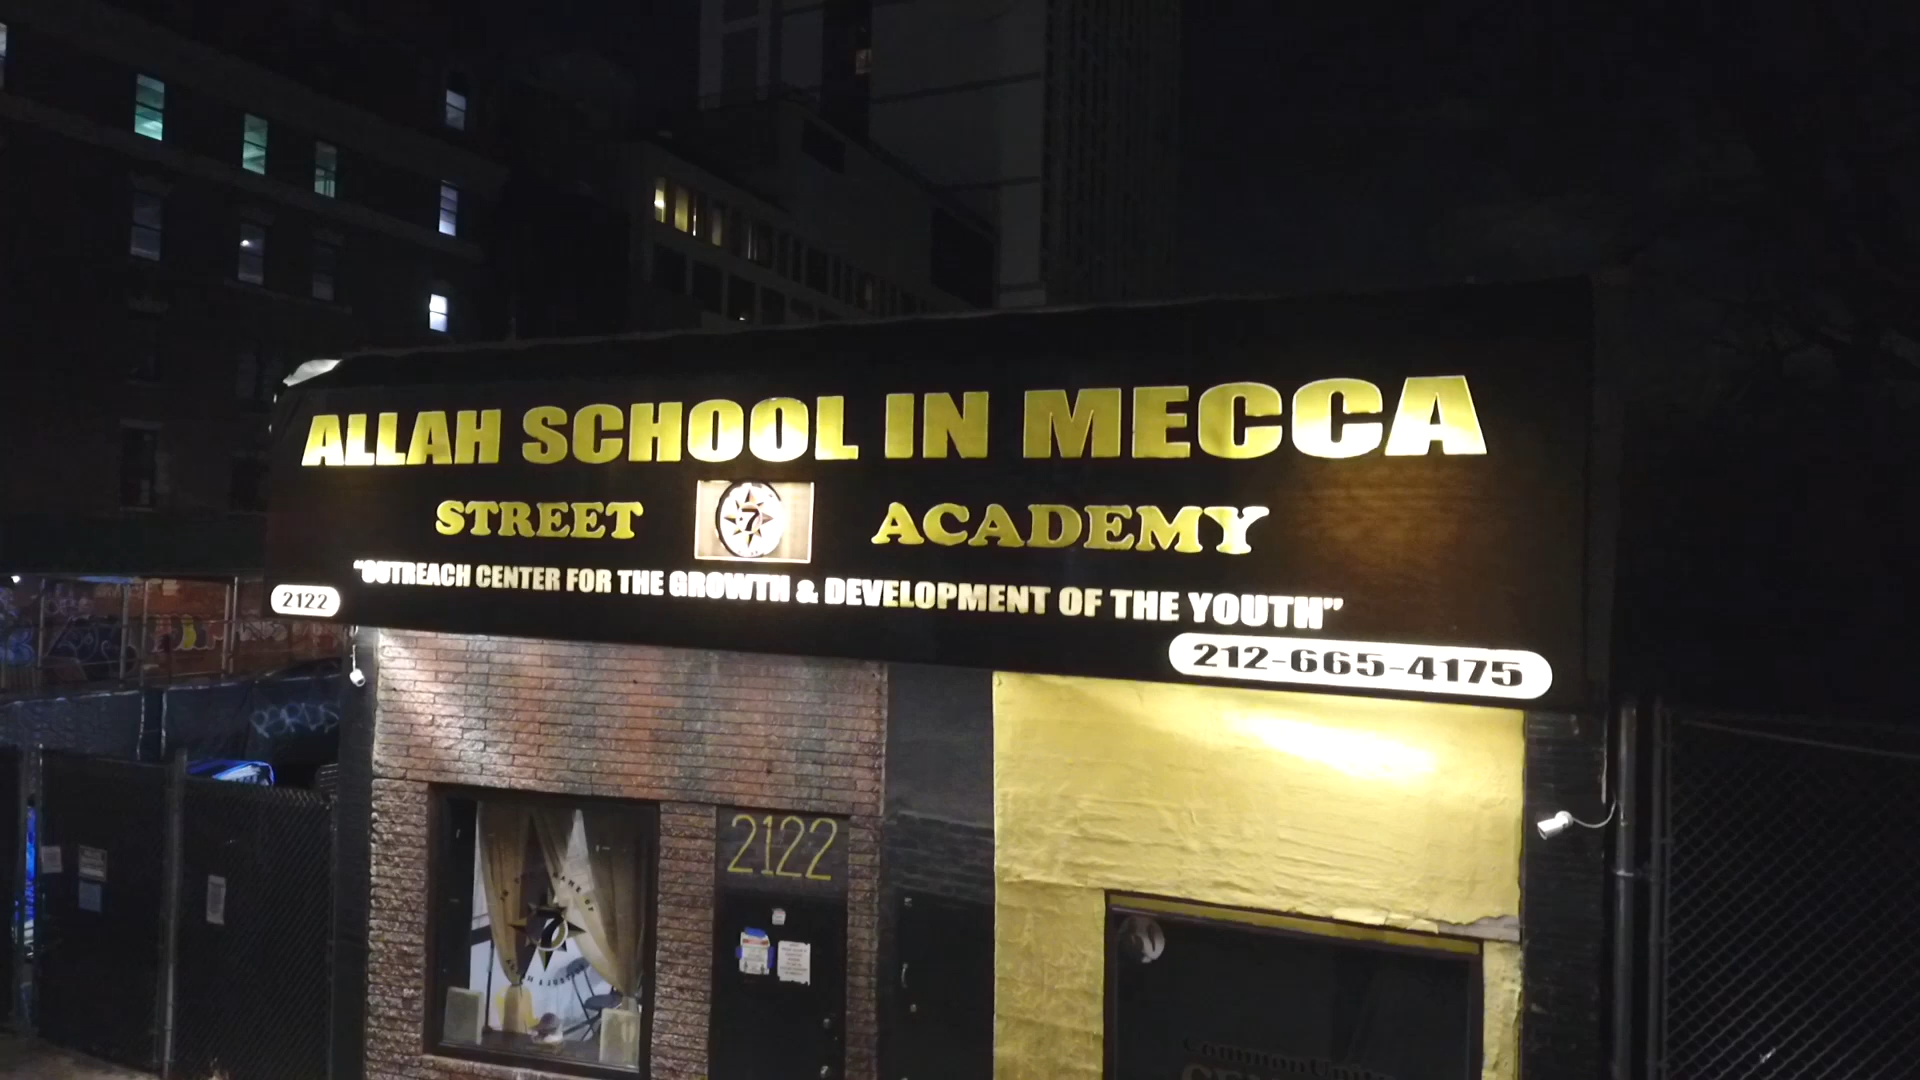 ALLAH SCHOOL IN MECCA
STREET 7 ACADEMY
"OUTREACH CENTER FOR THE GROWTH & DEVELOPMENT OF THE YOUTH"
2122
212-665-4175
2122